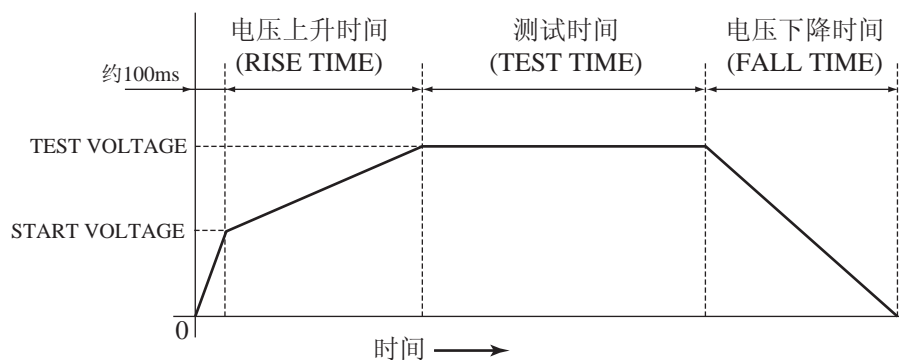 电压上升时间
(RISE TIME)
测试时间
(TEST TIME)
电压下降时间
(FALL TIME)
约100ms
TEST VOLTAGE
START VOLTAGE
0
时间